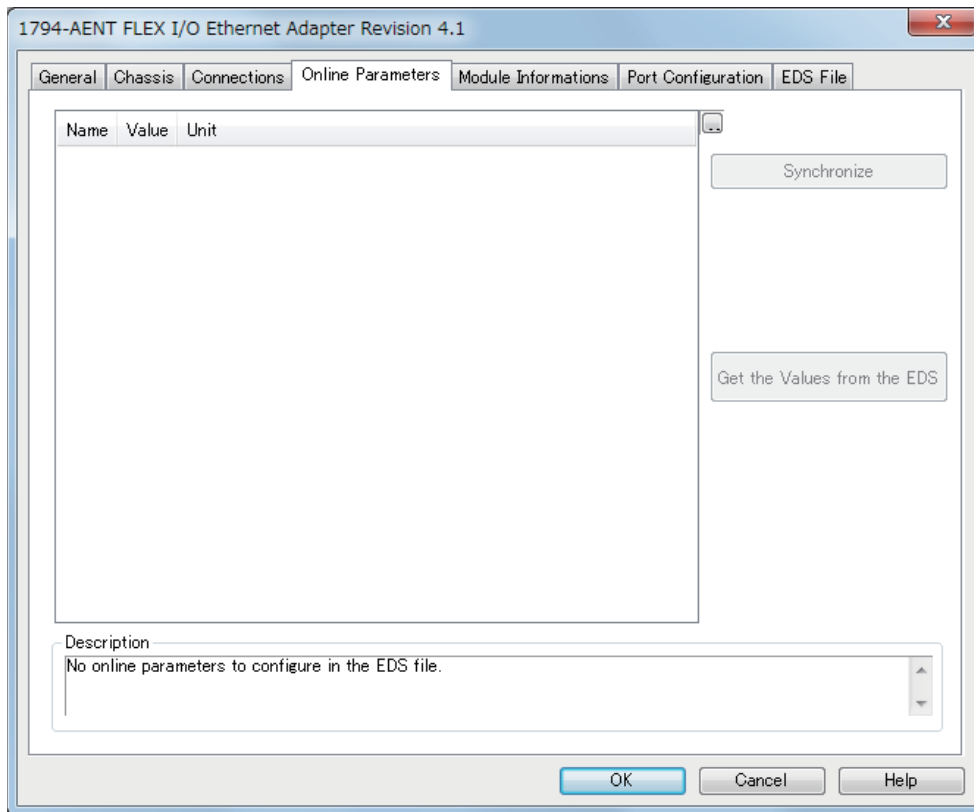 1794-AENT FLEX I/O Ethernet Adapter Revision 4.1
General Chassis Connections Online Parameters Module Informations Port Configuration EDS File
Name Value Unit
..
Synchronize
Get the Values from the EDS
Description
No online parameters to configure in the EDS file.
OK Cancel Help